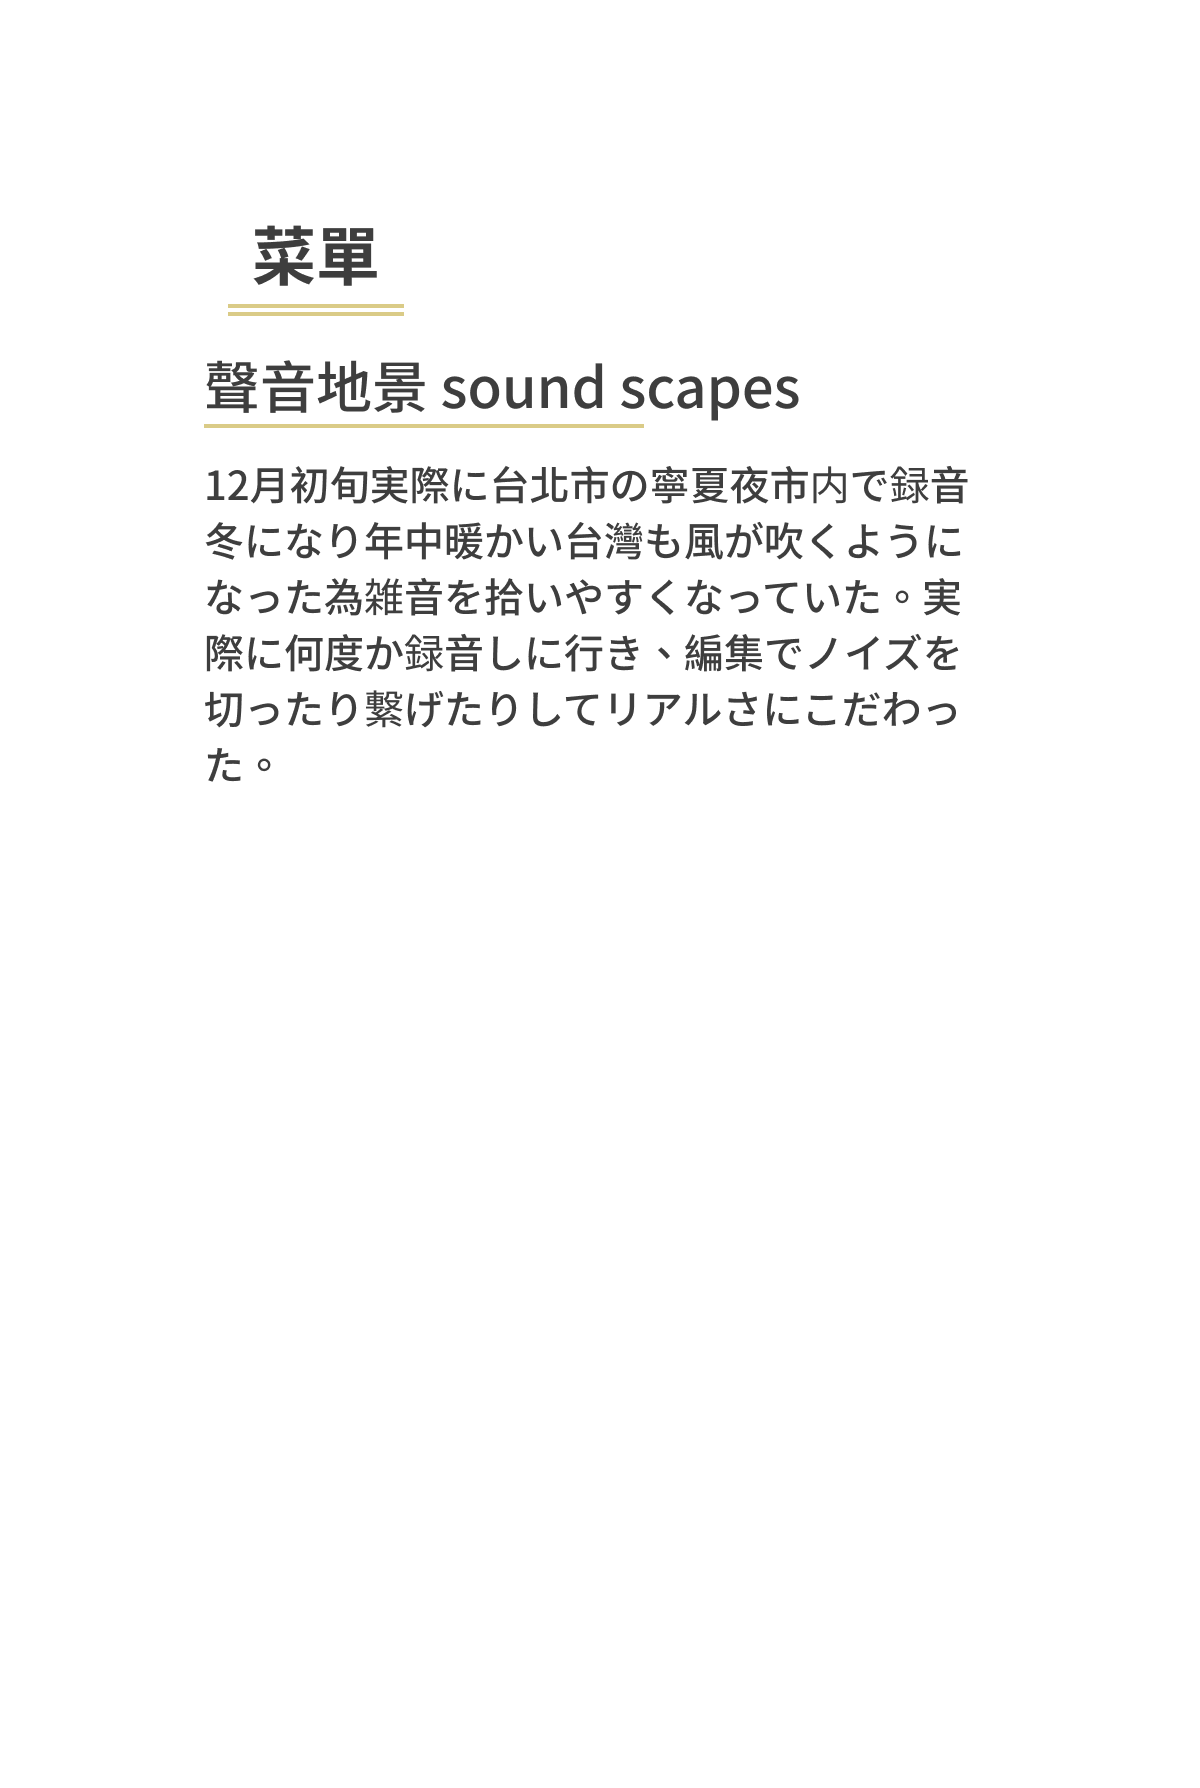 菜單
聲音地景 sound scapes
12月初旬実際に台北市の寧夏夜市内で録音
冬になり年中暖かい台灣も風が吹くように
なった為雑音を拾いやすくなっていた。実
際に何度か録音しに行き、編集でノイズを
切ったり繋げたりしてリアルさにこだわっ
た。